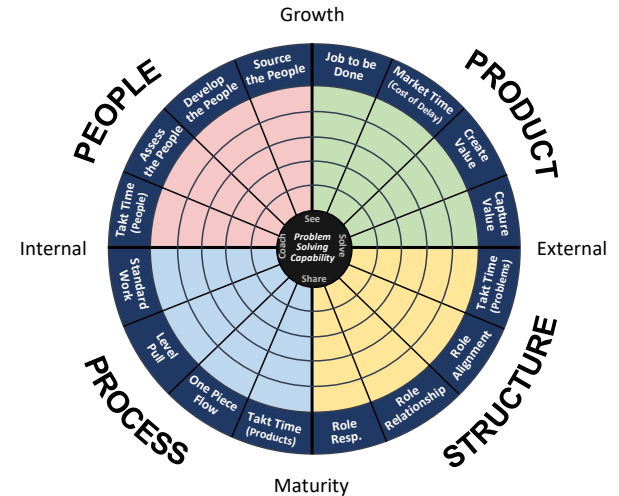 Growth
PEOPLE
PRODUCT
Source
the People
Develop
the People
Assess
the People
Takt Time
(People)
Job to be
Done
Market Time
(Cost of Delay)
Create
Value
Capture
Value
Internal
External
See
Coach
Problem
Solving
Capability
Solve
Share
Standard
Work
Level
Pull
One Piece
Flow
Takt Time
(Products)
Takt Time
(Problems)
Role
Alignment
Role
Relationship
Role
Resp.
PROCESS
STRUCTURE
Maturity